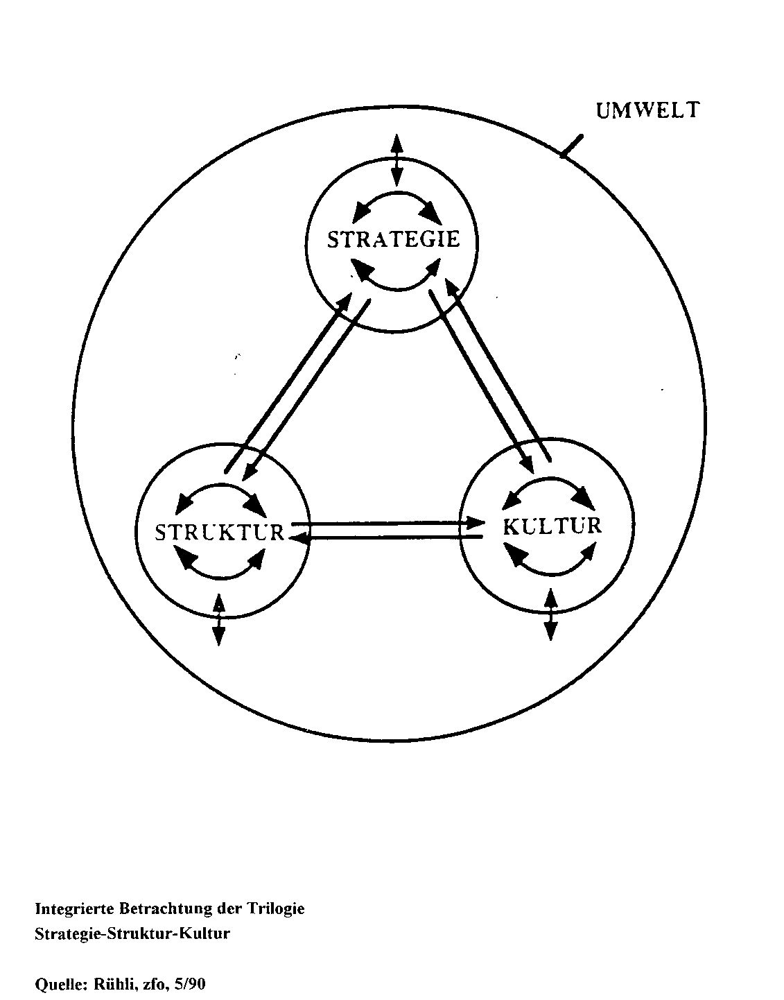 UMWELT
STRATEGIE
STRUKTUR
KULTUR
Integrierte Betrachtung der Trilogie
Strategie-Struktur-Kultur
Quelle: Rühli, zfo, 5/90